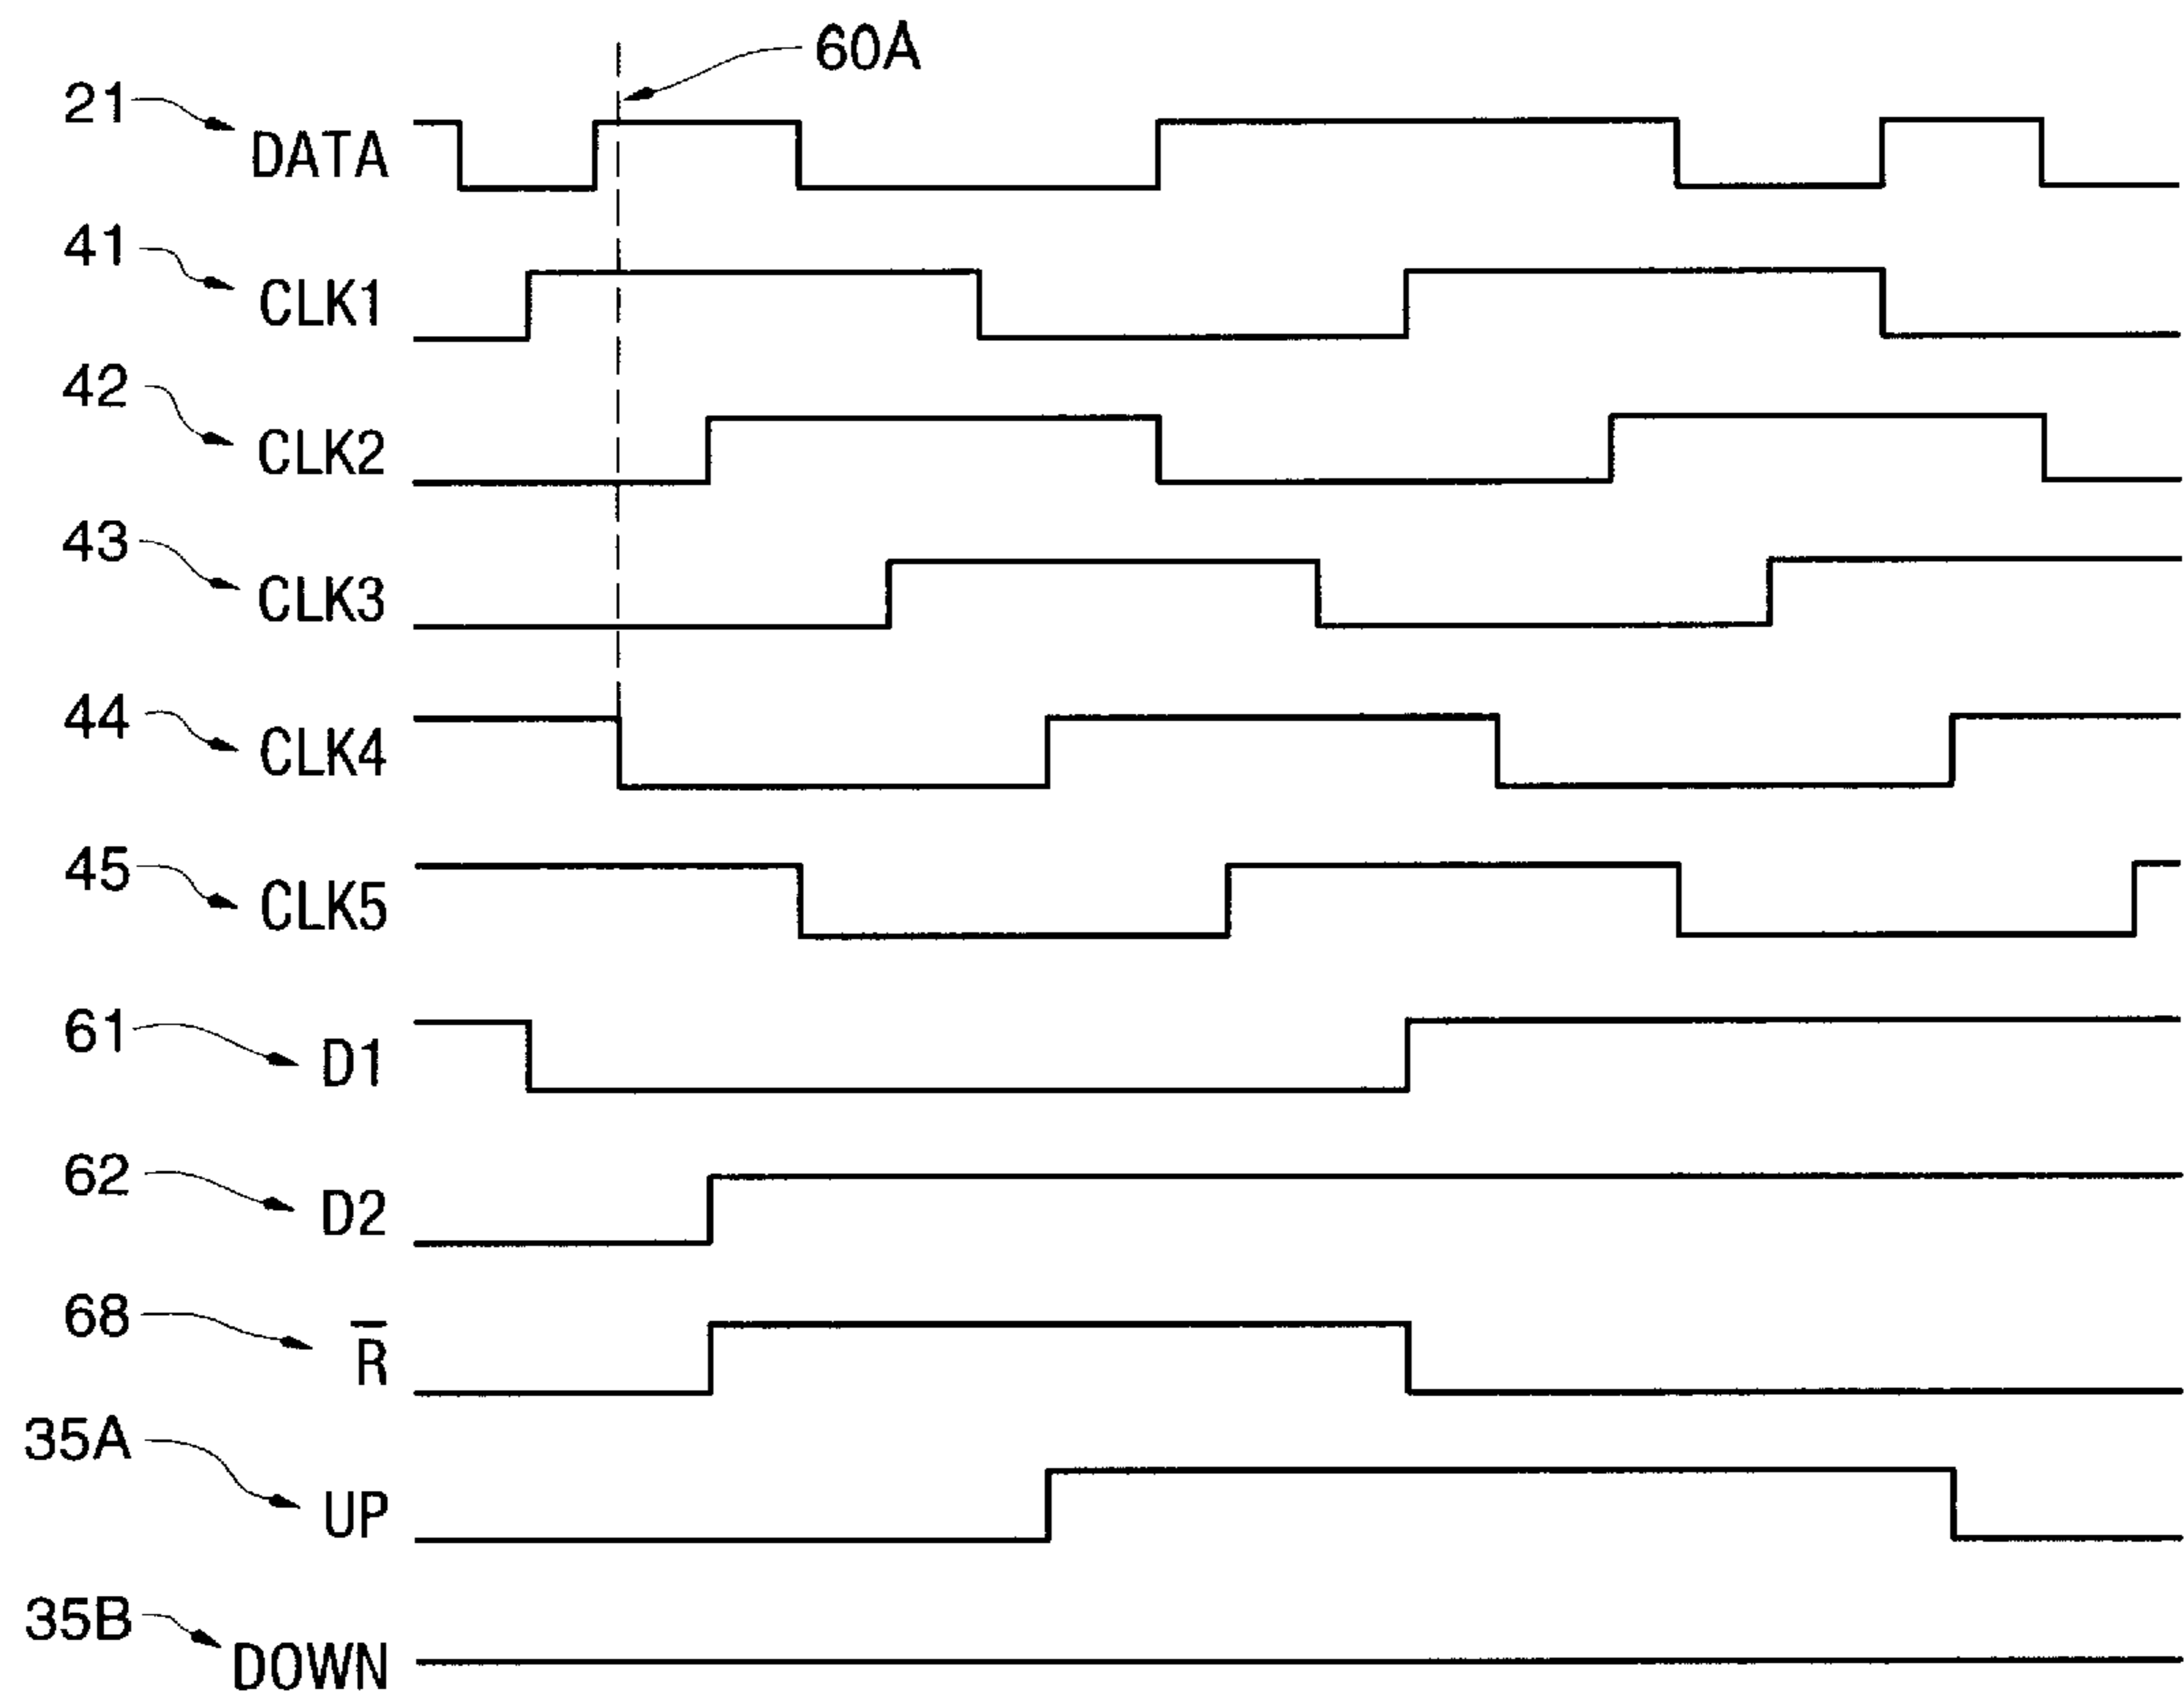 60A
21 DATA
41 CLK1
42 CLK2
43 CLK3
44 CLK4
45 CLK5
61 D1
62 D2
68 R̅
35A UP
35B DOWN